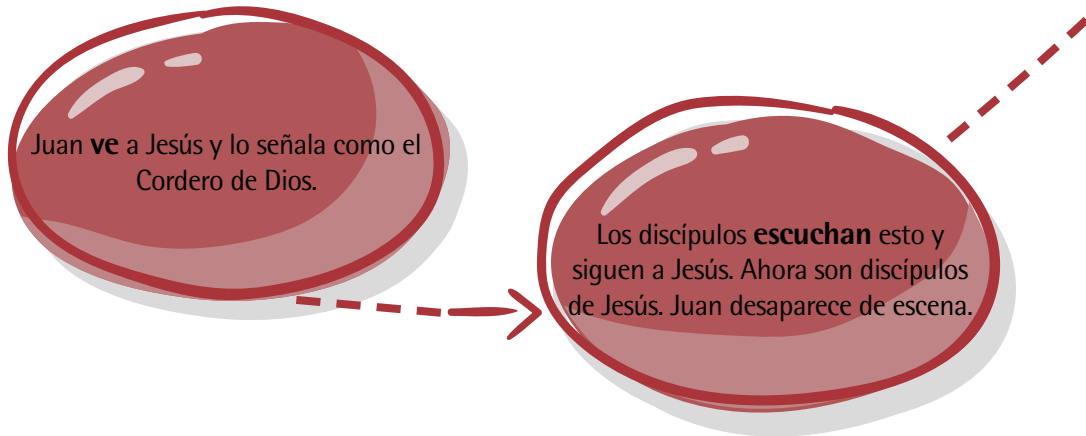 Juan ve a Jesús y lo señala como el
Cordero de Dios.
Los discípulos escuchan esto y
siguen a Jesús. Ahora son discípulos
de Jesús. Juan desaparece de escena.